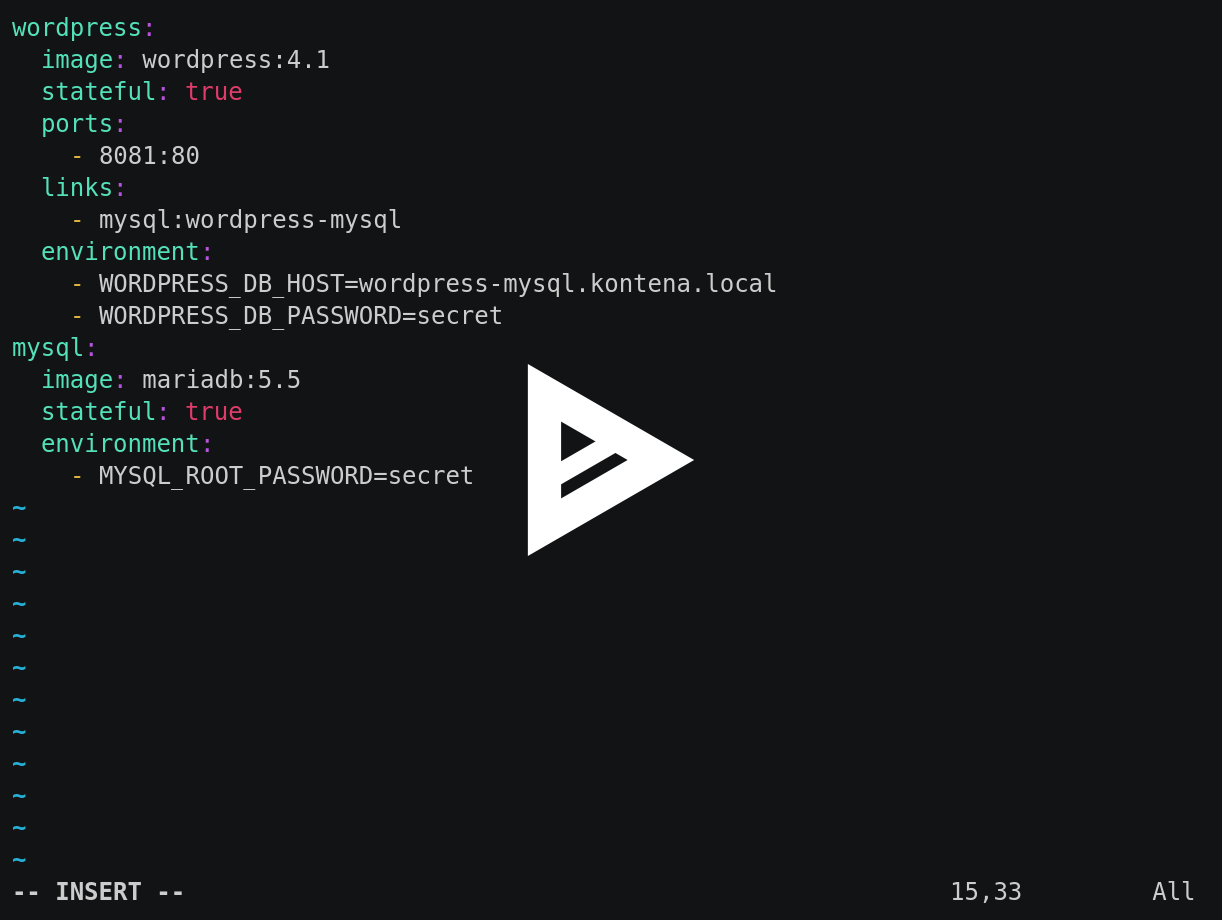 wordpress:
  image: wordpress:4.1
  stateful: true
  ports:
    - 8081:80
  links:
    - mysql:wordpress-mysql
  environment:
    - WORDPRESS_DB_HOST=wordpress-mysql.kontena.local
    - WORDPRESS_DB_PASSWORD=secret
mysql:
  image: mariadb:5.5
  stateful: true
  environment:
    - MYSQL_ROOT_PASSWORD=secret
~
~
~
~
~
~
~
~
~
~
~
~
-- INSERT -- 15,33 All